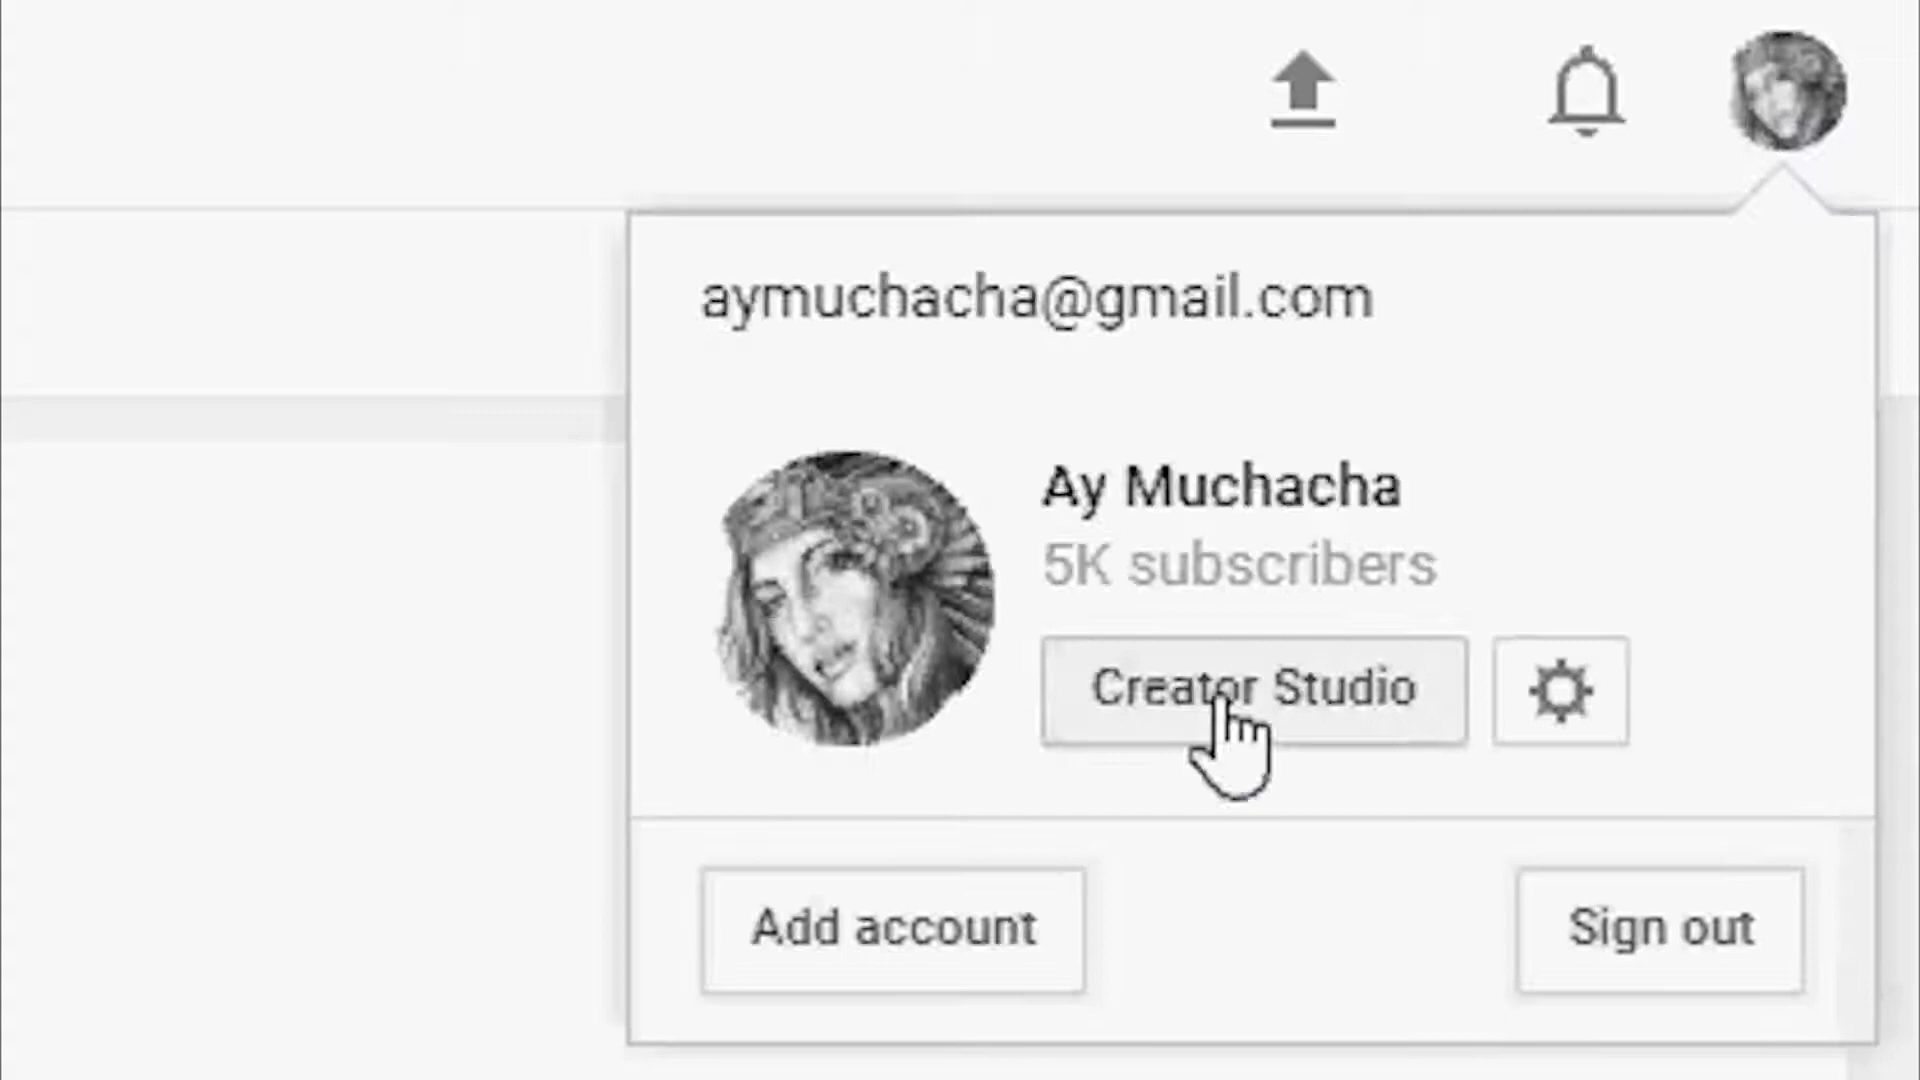 aymuchacha@gmail.com
Ay Muchacha
5K subscribers
Creator Studio
Add account
Sign out